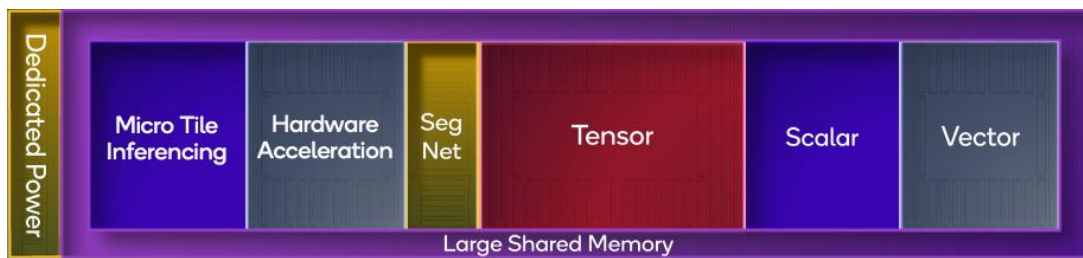 Dedicated Power
Micro Tile
Inferencing
Hardware
Acceleration
Seg
Net
Tensor
Scalar
Vector
Large Shared Memory